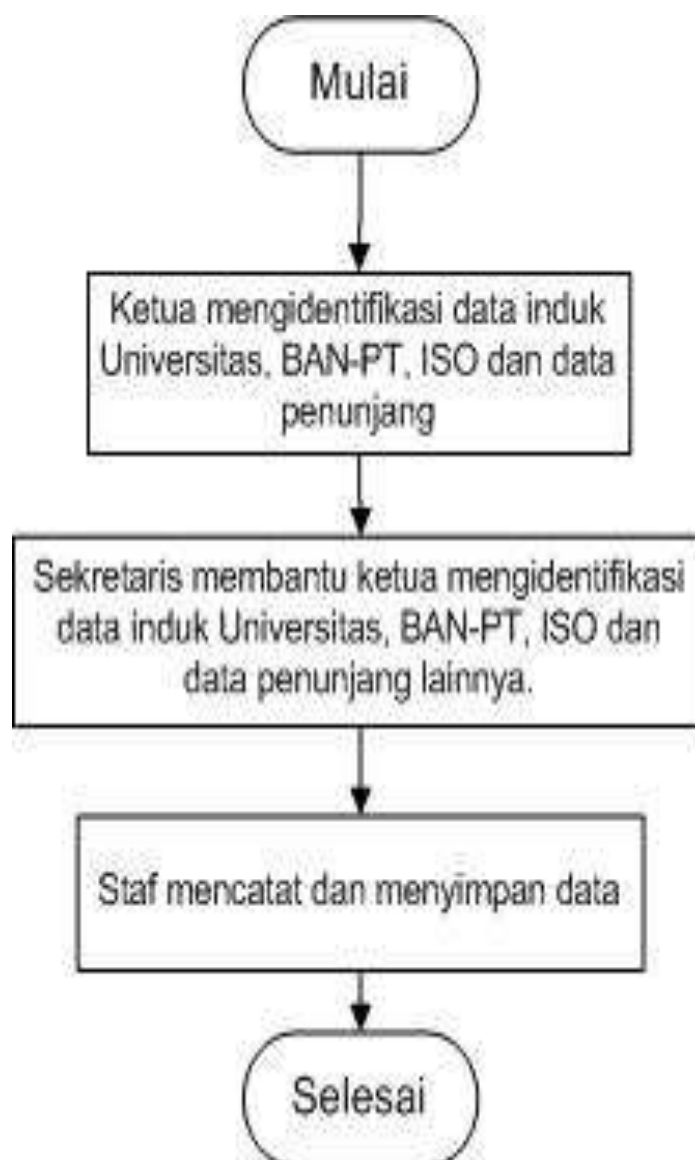 Mulai
Ketua mengidentifikasi data induk
Universitas, BAN-PT, ISO dan data
penunjang
Sekretaris membantu ketua mengidentifikasi
data induk Universitas, BAN-PT, ISO dan
data penunjang lainnya.
Staf mencatat dan menyimpan data
Selesai